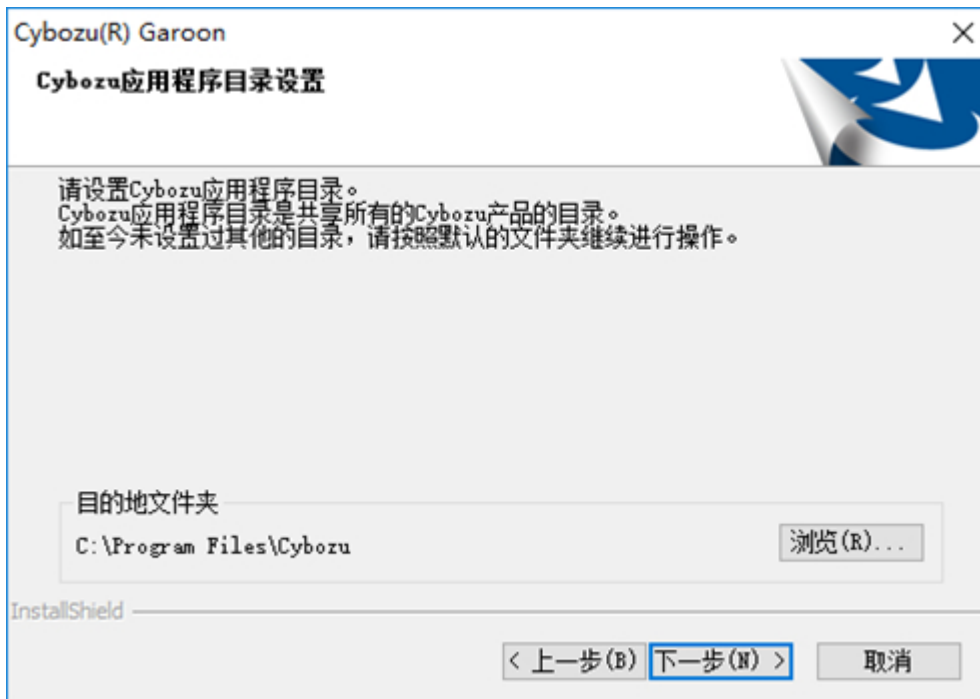 Cybozu(R) Garoon
Cybozu应用程序目录设置
请设置Cybozu应用程序目录。
Cybozu应用程序目录是共享所有的Cybozu产品的目录。
如至今未设置过其他的目录，请按照默认的文件夹继续进行操作。
目的地文件夹
C:\Program Files\Cybozu
浏览(R)...
InstallShield
< 上一步(B) 下一步(N) > 取消